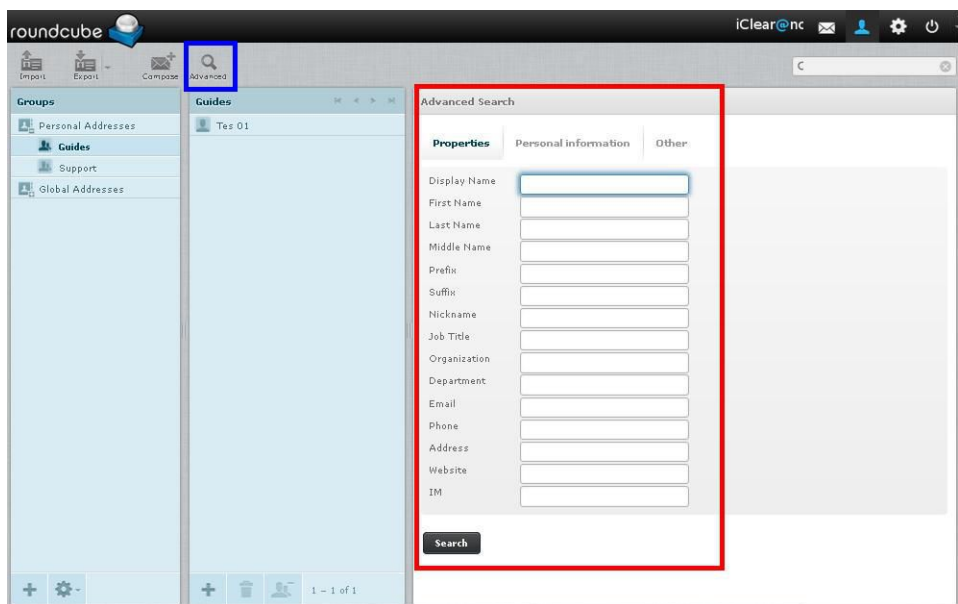 roundcube
iClear@nc
Import
Export
Compose
Advanced
C
Groups
Personal Addresses
Guides
Support
Global Addresses
Guides
Tes 01
Advanced Search
Properties Personal information Other
Display Name
First Name
Last Name
Middle Name
Prefix
Suffix
Nickname
Job Title
Organization
Department
Email
Phone
Address
Website
IM
Search
1 – 1 of 1